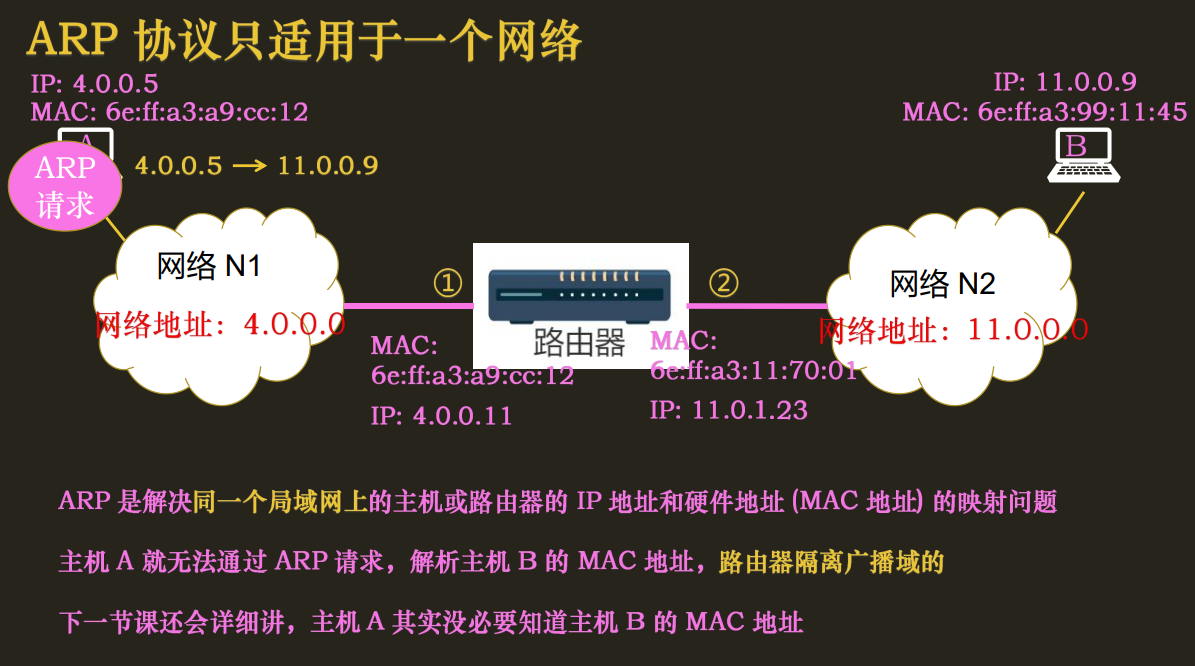 ARP 协议只适用于一个网络
IP: 4.0.0.5
MAC: 6e:ff:a3:a9:cc:12
IP: 11.0.0.9
MAC: 6e:ff:a3:99:11:45
A
B
ARP
请求
4.0.0.5 → 11.0.0.9
网络 N1
网络地址：4.0.0.0
①
②
网络 N2
网络地址：11.0.0.0
路由器
MAC:
6e:ff:a3:a9:cc:12
IP: 4.0.0.11
MAC:
6e:ff:a3:11:70:01
IP: 11.0.1.23
ARP 是解决同一个局域网上的主机或路由器的 IP 地址和硬件地址 (MAC 地址) 的映射问题
主机 A 就无法通过 ARP 请求，解析主机 B 的 MAC 地址，路由器隔离广播域的
下一节课还会详细讲，主机 A 其实没必要知道主机 B 的 MAC 地址